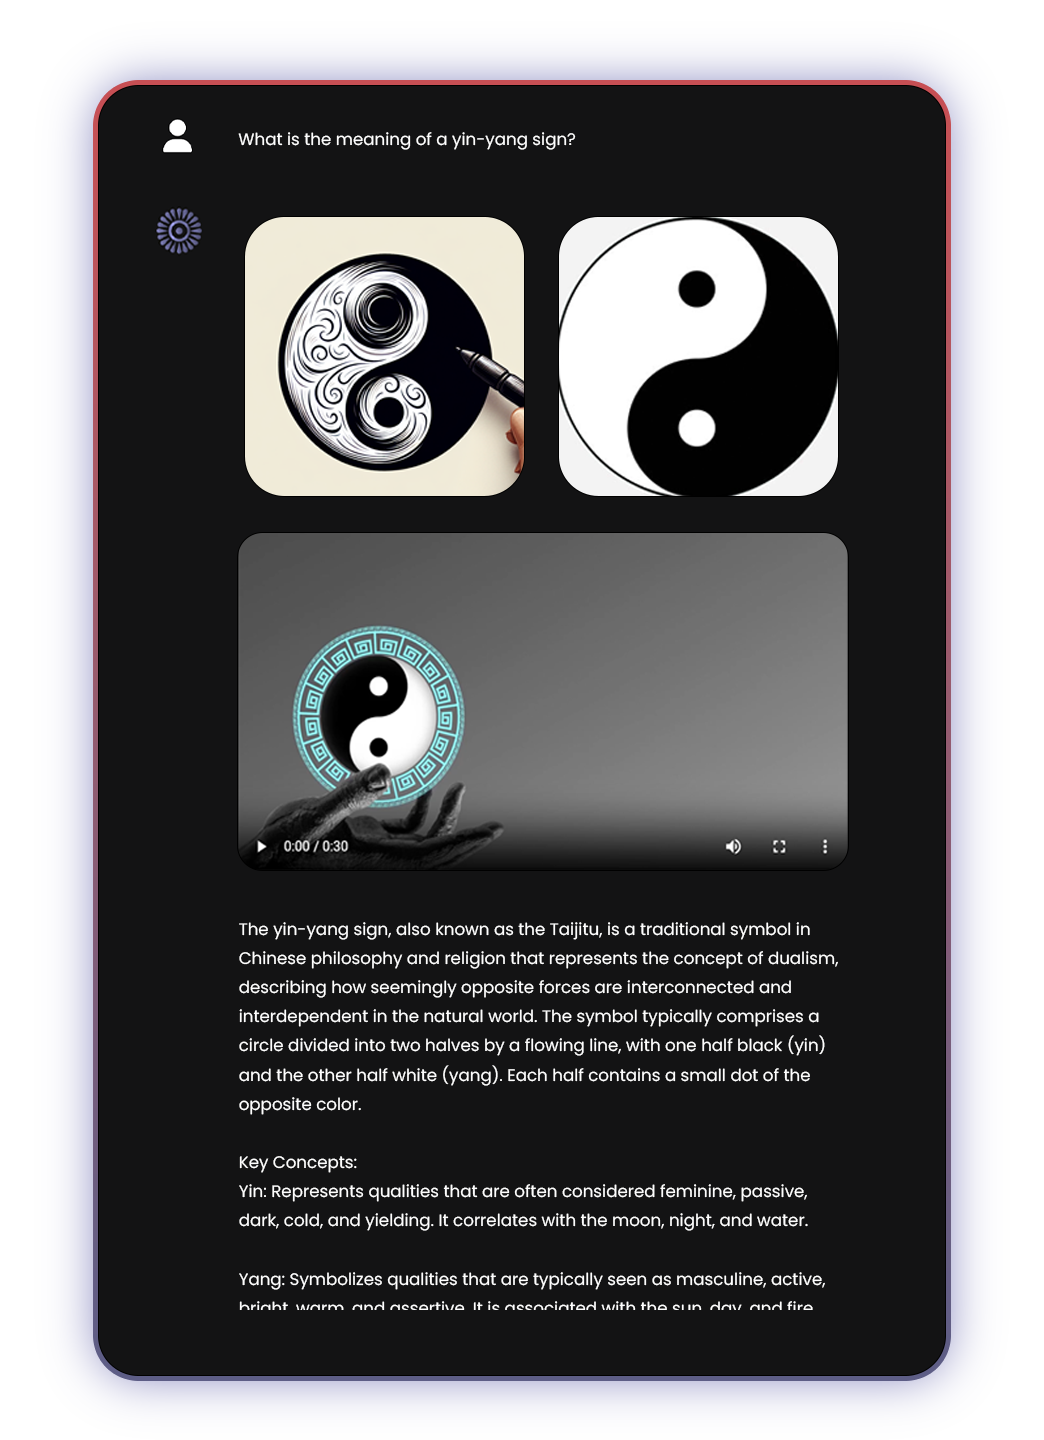 What is the meaning of a yin-yang sign?
0:00 / 0:30
The yin-yang sign, also known as the Taijitu, is a traditional symbol in
Chinese philosophy and religion that represents the concept of dualism,
describing how seemingly opposite forces are interconnected and
interdependent in the natural world. The symbol typically comprises a
circle divided into two halves by a flowing line, with one half black (yin)
and the other half white (yang). Each half contains a small dot of the
opposite color.
Key Concepts:
Yin: Represents qualities that are often considered feminine, passive,
dark, cold, and yielding. It correlates with the moon, night, and water.
Yang: Symbolizes qualities that are typically seen as masculine, active,
bright, warm, and assertive. It is associated with the sun, day, and fire